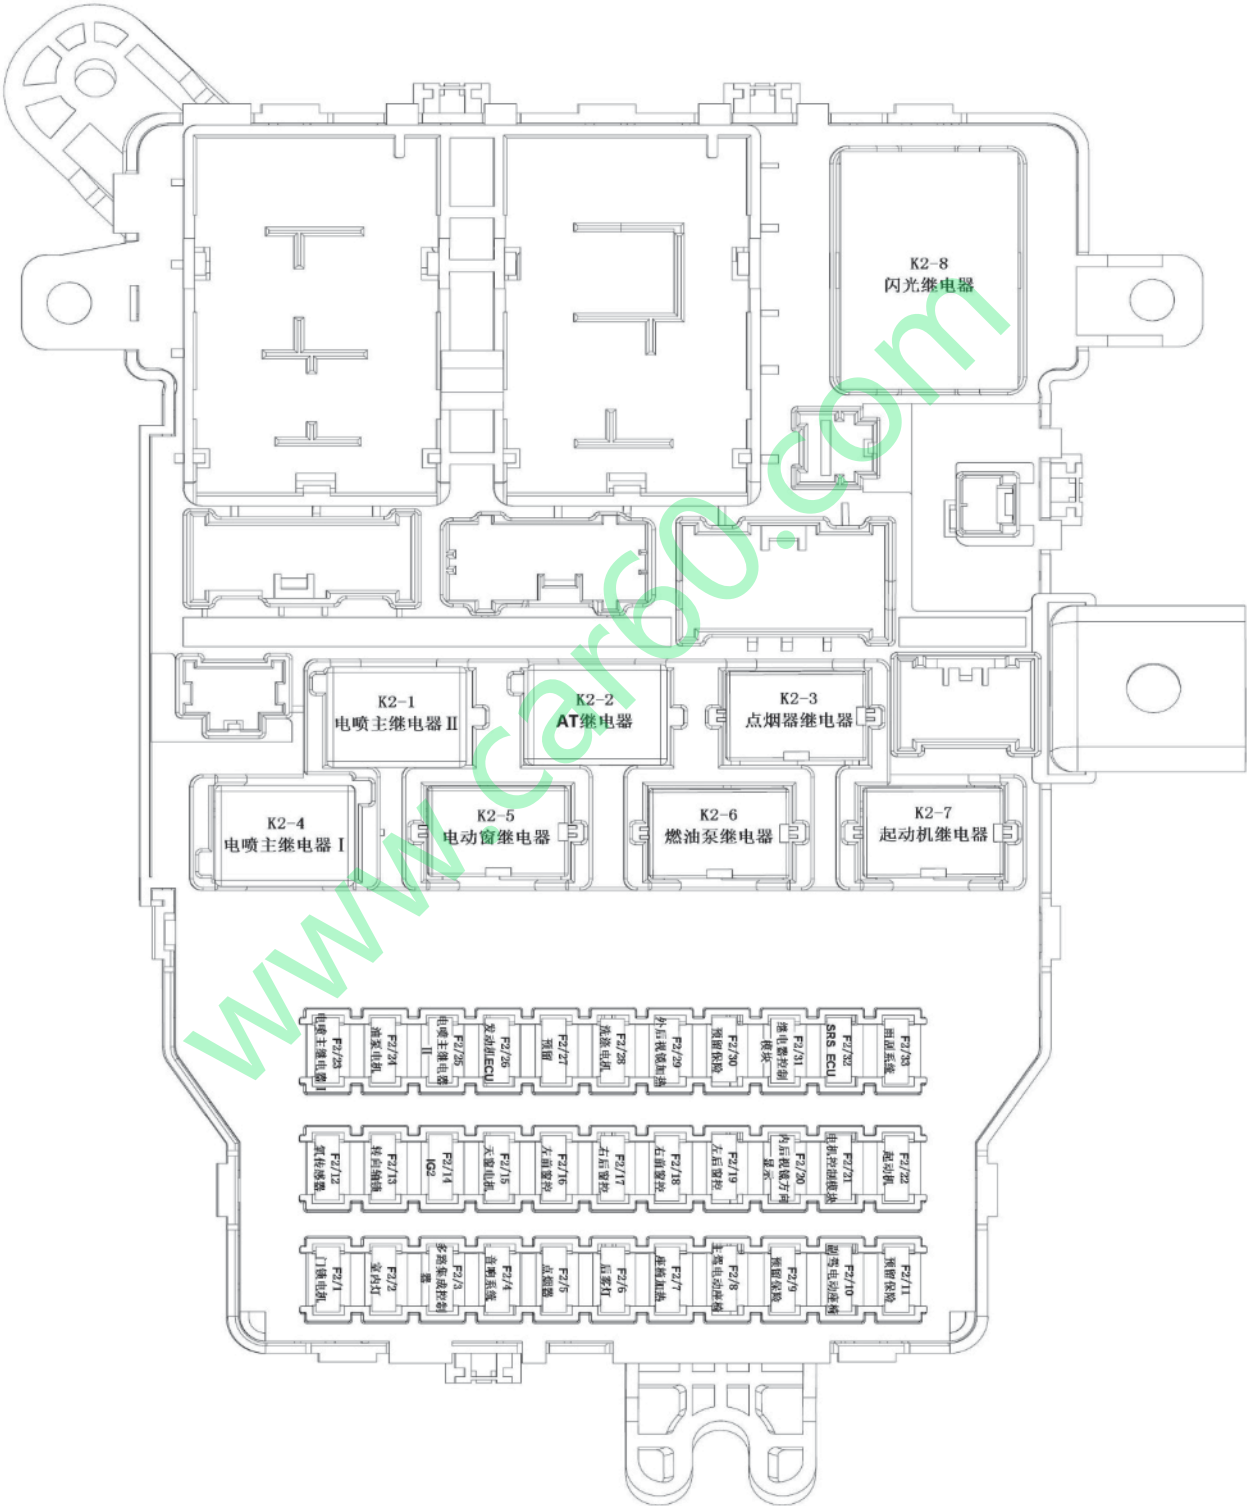 K2-8
闪光继电器
K2-1
电喷主继电器Ⅱ
K2-2
AT继电器
K2-3
点烟器继电器
K2-4
电喷主继电器Ⅰ
K2-5
电动窗继电器
K2-6
燃油泵继电器
K2-7
起动机继电器
F2/23
电喷主继电器Ⅰ
F2/24
油泵电机
F2/25
电喷主继电器
Ⅱ
F2/26
发动机ECU
F2/27
预留
F2/28
洗涤电机
F2/29
外后视镜加热
F2/30
预留保险
F2/31
继电器控制
模块
F2/32
SRS ECU
F2/33
雨刮系统
F2/12
氧传感器
F2/13
转向轴锁
F2/14
IG2
F2/15
天窗电机
F2/16
左前窗控
F2/17
右后窗控
F2/18
右前窗控
F2/19
左后窗控
F2/20
内后视镜方向
显示
F2/21
电机控制模块
F2/22
起动机
F2/1
门锁电机
F2/2
室内灯
F2/3
多路集成控制
器
F2/4
音响系统
F2/5
点烟器
F2/6
后雾灯
F2/7
座椅加热
F2/8
主驾电动座椅
F2/9
预留保险
F2/10
副驾电动座椅
F2/11
预留保险
www.car60.com